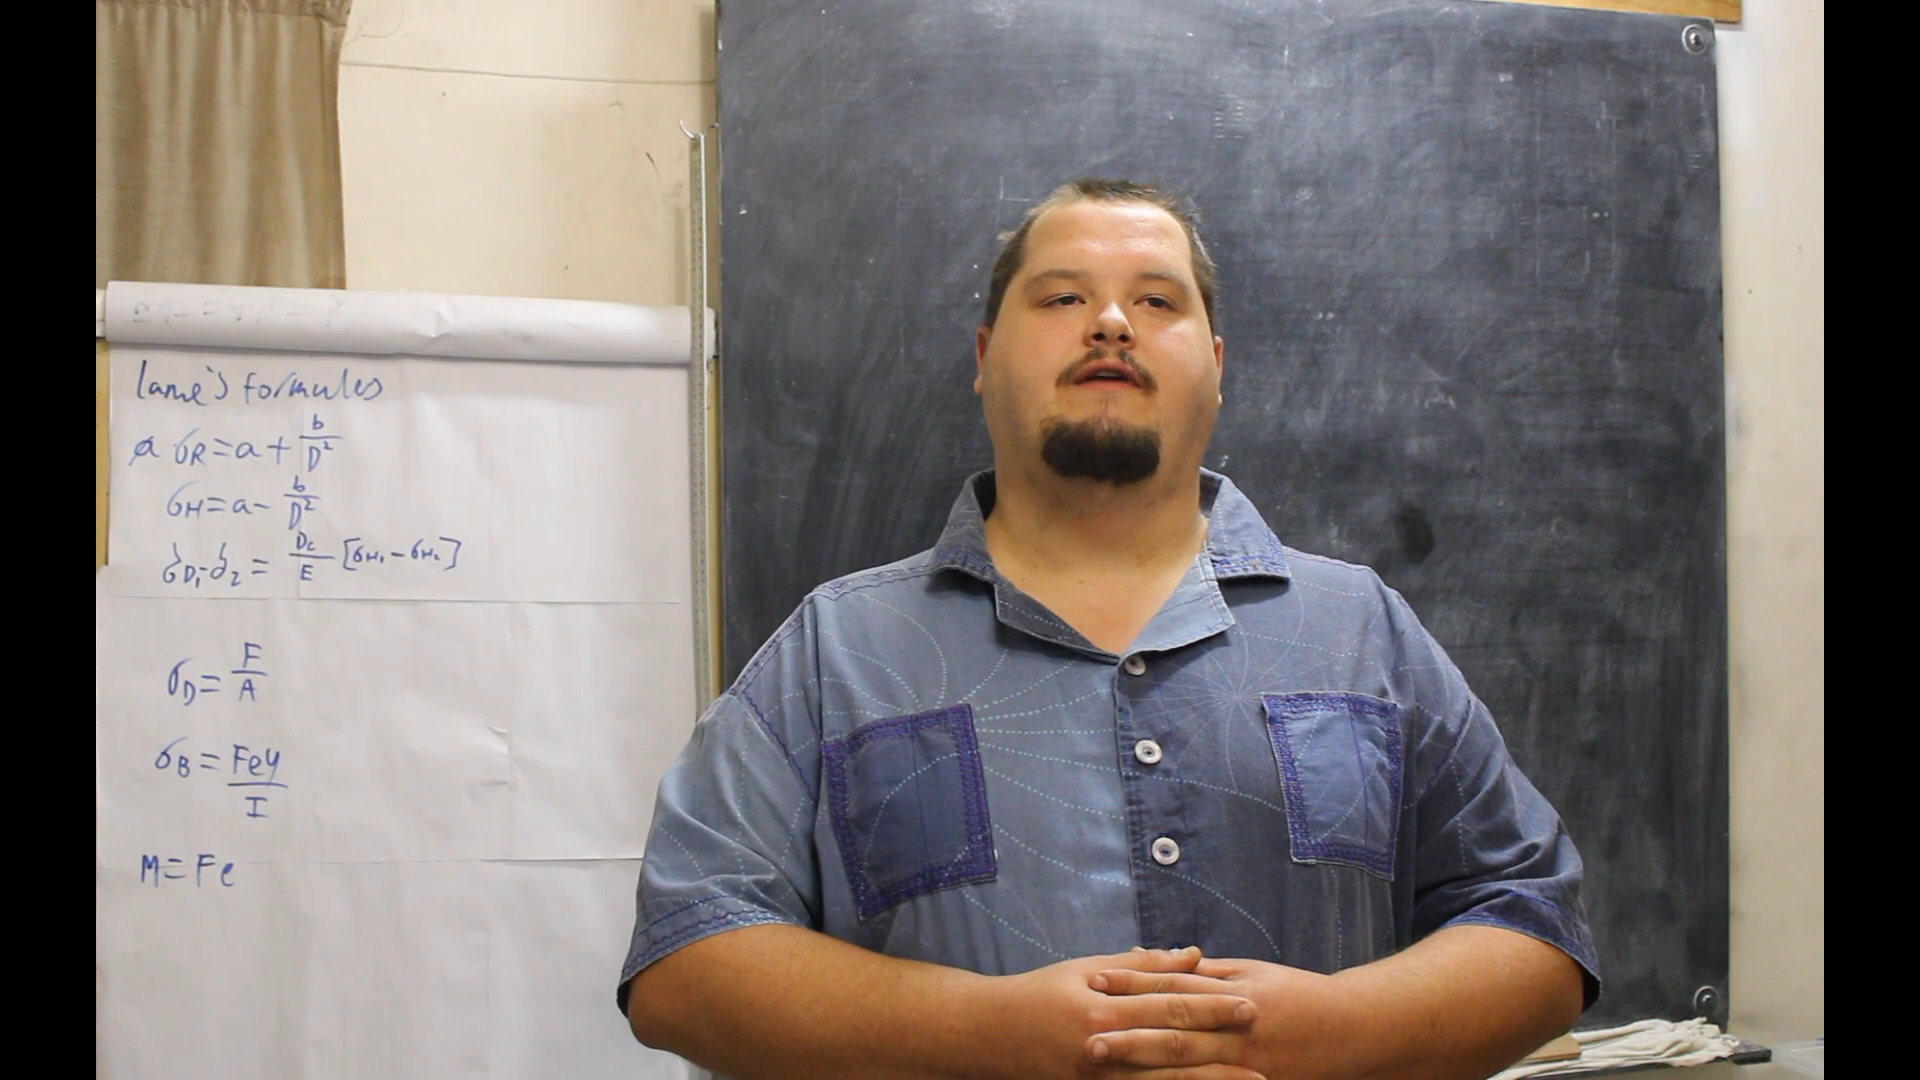 lame's formules
a σR = a + b/D²
σH = a - b/D²
δD₁-δ₂ = Dc/E [σH₁ - σH₂]
σD = F/A
σB = Fey/I
M = Fe